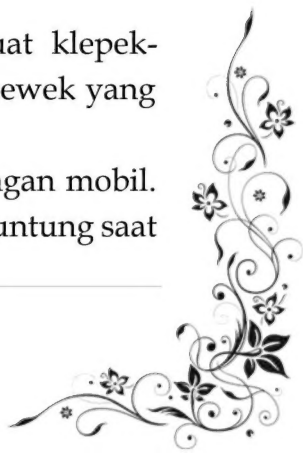 uat klepek-
ewek yang
ngan mobil.
untung saat